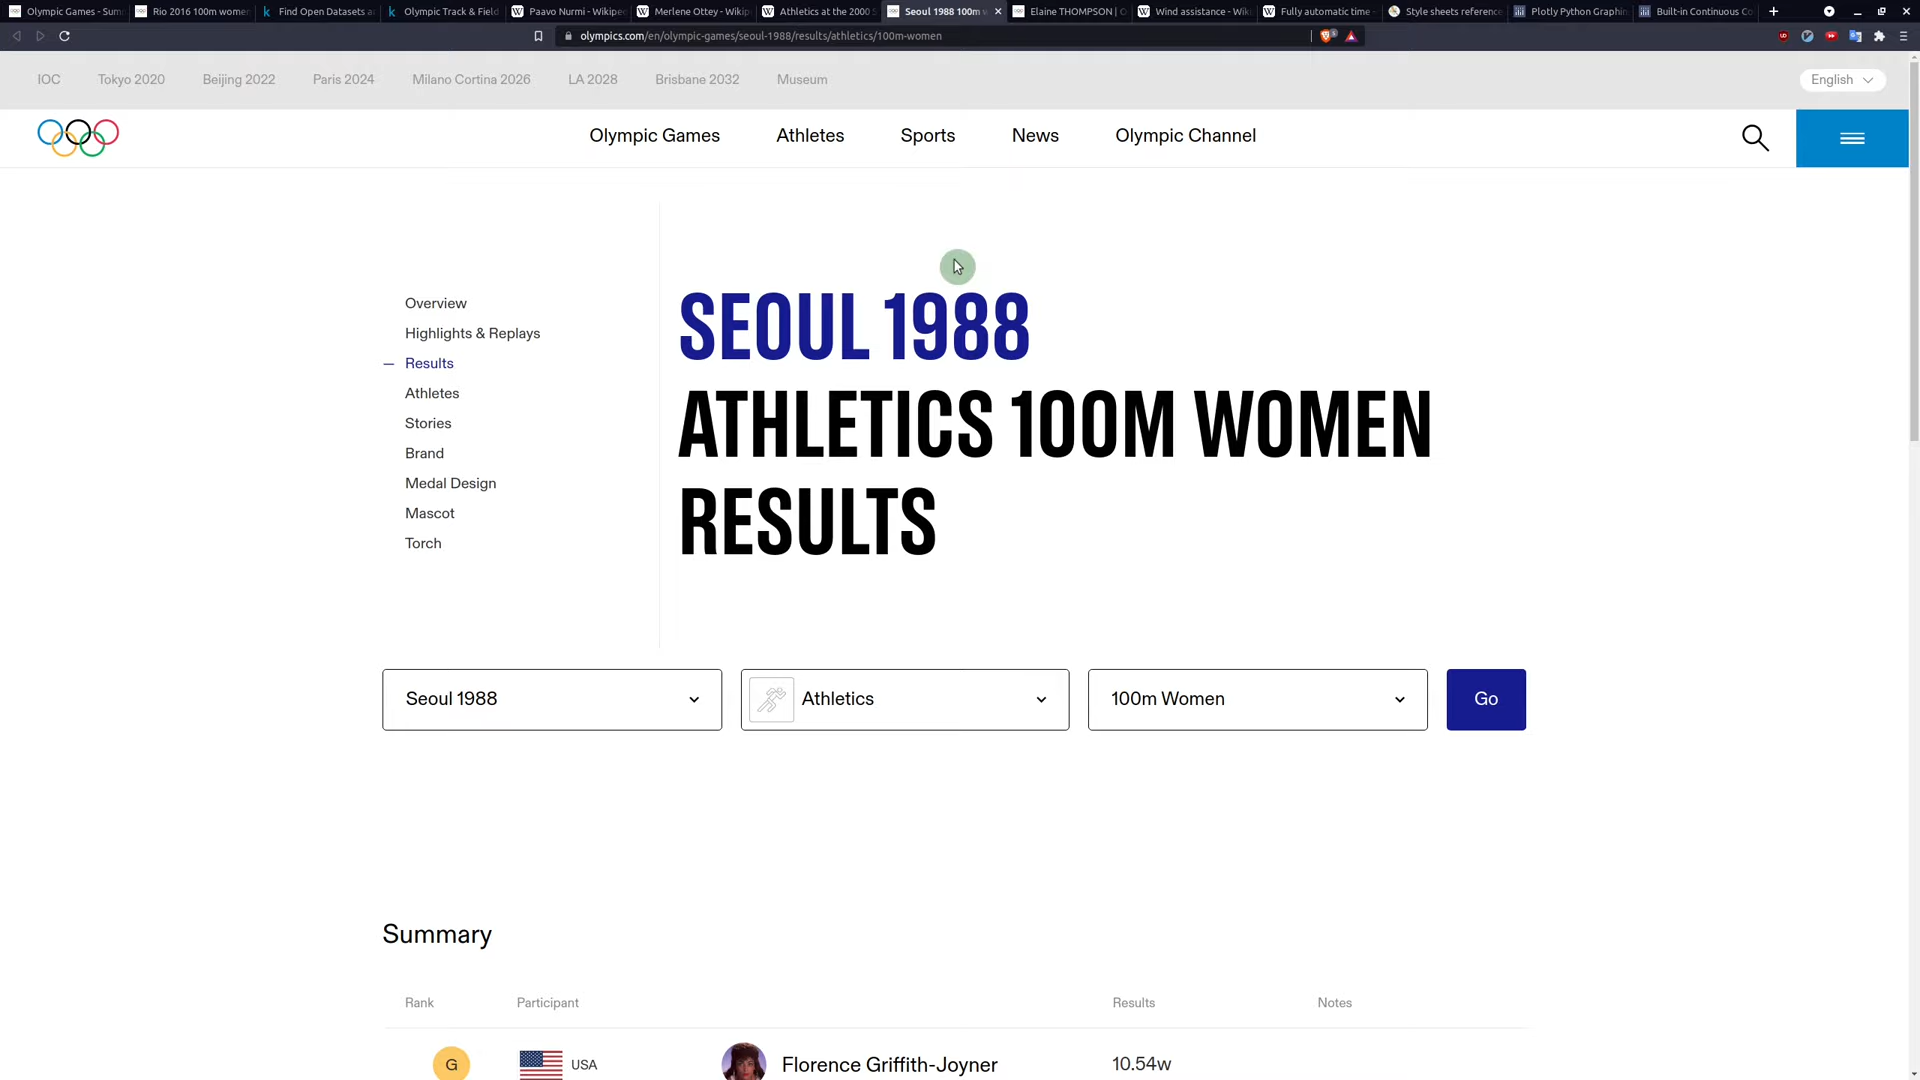 Olympic Games - Sum
Rio 2016 100m women
Find Open Datasets a
Olympic Track & Field
Paavo Nurmi - Wikipe
Merlene Ottey - Wikip
Athletics at the 2000 S
Seoul 1988 100m w
Elaine THOMPSON | O
Wind assistance - Wik
Fully automatic time -
Style sheets reference
Plotly Python Graphin
Built-in Continuous Co
olympics.com/en/olympic-games/seoul-1988/results/athletics/100m-women
IOC
Tokyo 2020
Beijing 2022
Paris 2024
Milano Cortina 2026
LA 2028
Brisbane 2032
Museum
English
Olympic Games
Athletes
Sports
News
Olympic Channel
Overview
Highlights & Replays
Results
Athletes
Stories
Brand
Medal Design
Mascot
Torch
SEOUL 1988
ATHLETICS 100M WOMEN
RESULTS
Seoul 1988
Athletics
100m Women
Go
Summary
Rank
Participant
Results
Notes
G
USA
Florence Griffith-Joyner
10.54w